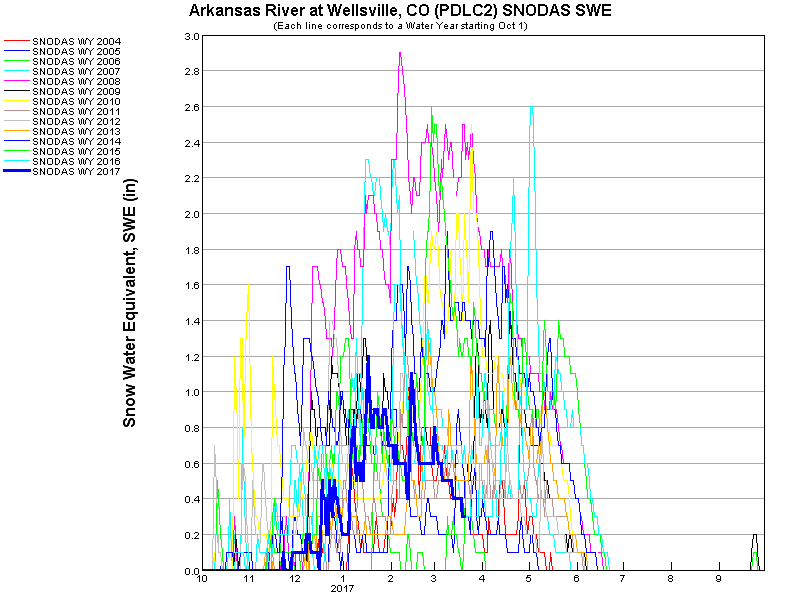 Arkansas River at Wellsville, CO (PDLC2) SNODAS SWE
(Each line corresponds to a Water Year starting Oct 1)
SNODAS WY 2004
SNODAS WY 2005
SNODAS WY 2006
SNODAS WY 2007
SNODAS WY 2008
SNODAS WY 2009
SNODAS WY 2010
SNODAS WY 2011
SNODAS WY 2012
SNODAS WY 2013
SNODAS WY 2014
SNODAS WY 2015
SNODAS WY 2016
SNODAS WY 2017
Snow Water Equivalent, SWE (in)
3.0
2.8
2.6
2.4
2.2
2.0
1.8
1.6
1.4
1.2
1.0
0.8
0.6
0.4
0.2
0.0
10 11 12 1 2 3 4 5 6 7 8 9
2017